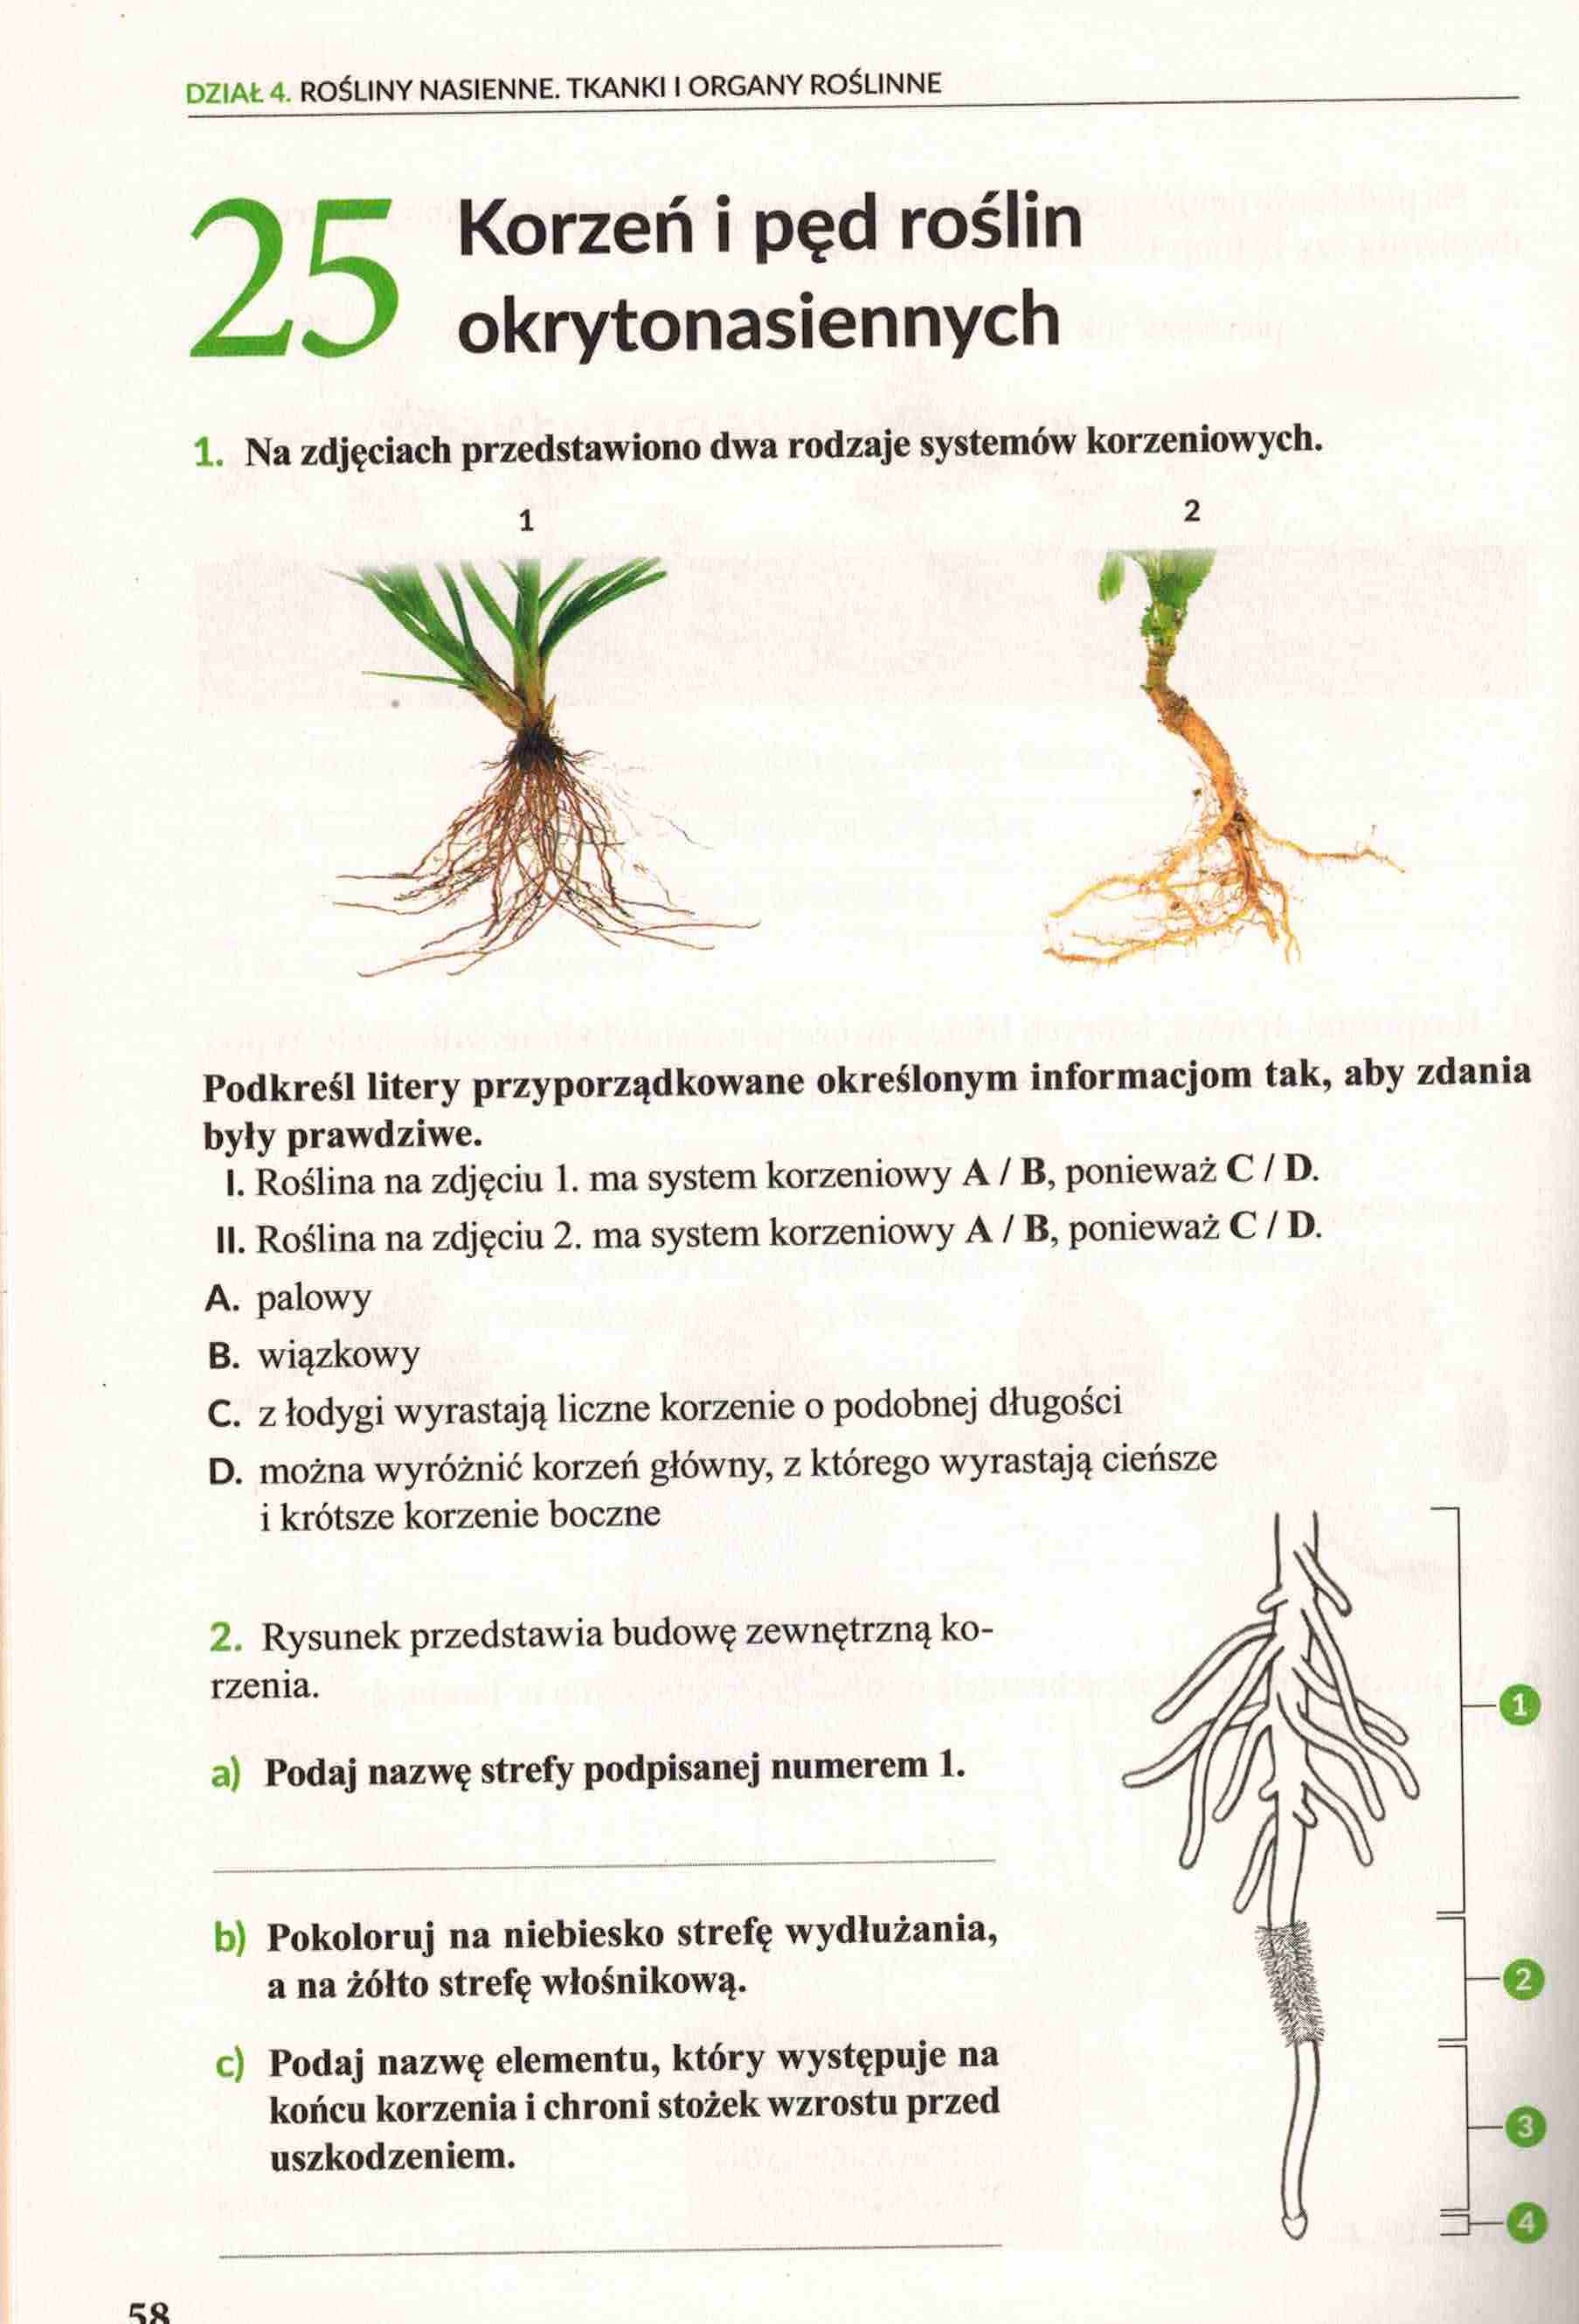 DZIAŁ 4. ROŚLINY NASIENNE. TKANKI I ORGANY ROŚLINNE
25 Korzeń i pęd roślin
okrytonasiennych
1. Na zdjęciach przedstawiono dwa rodzaje systemów korzeniowych.
1
2
Podkreśl litery przyporządkowane określonym informacjom tak, aby zdania
były prawdziwe.
I. Roślina na zdjęciu 1. ma system korzeniowy A / B, ponieważ C / D.
II. Roślina na zdjęciu 2. ma system korzeniowy A / B, ponieważ C / D.
A. palowy
B. wiązkowy
C. z łodygi wyrastają liczne korzenie o podobnej długości
D. można wyróżnić korzeń główny, z którego wyrastają cieńsze
i krótsze korzenie boczne
2. Rysunek przedstawia budowę zewnętrzną ko-
rzenia.
a) Podaj nazwę strefy podpisanej numerem 1.
b) Pokoloruj na niebiesko strefę wydłużania,
a na żółto strefę włośnikową.
c) Podaj nazwę elementu, który występuje na
końcu korzenia i chroni stożek wzrostu przed
uszkodzeniem.
1
2
3
4
58